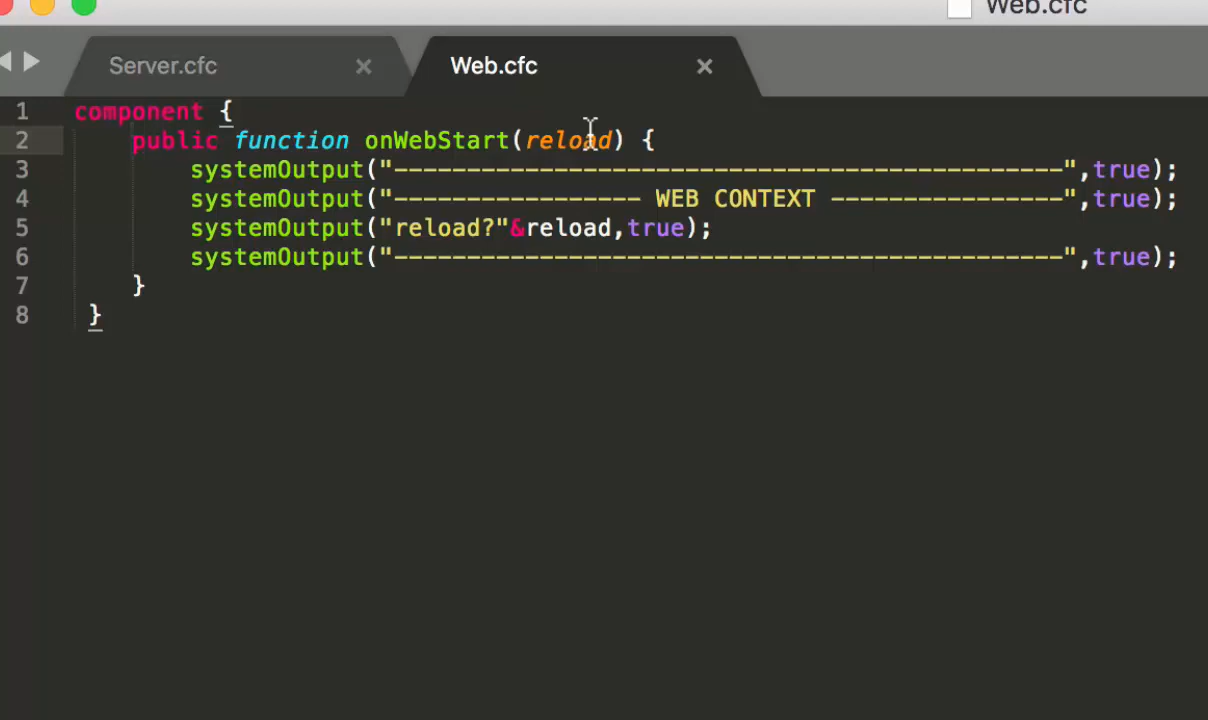 Web.cfc
Server.cfc × Web.cfc ×
1 component {
2 public function onWebStart(reload) {
3 systemOutput("----------------------------------------------",true);
4 systemOutput("----------------- WEB CONTEXT ----------------",true);
5 systemOutput("reload?"&reload,true);
6 systemOutput("----------------------------------------------",true);
7 }
8 }